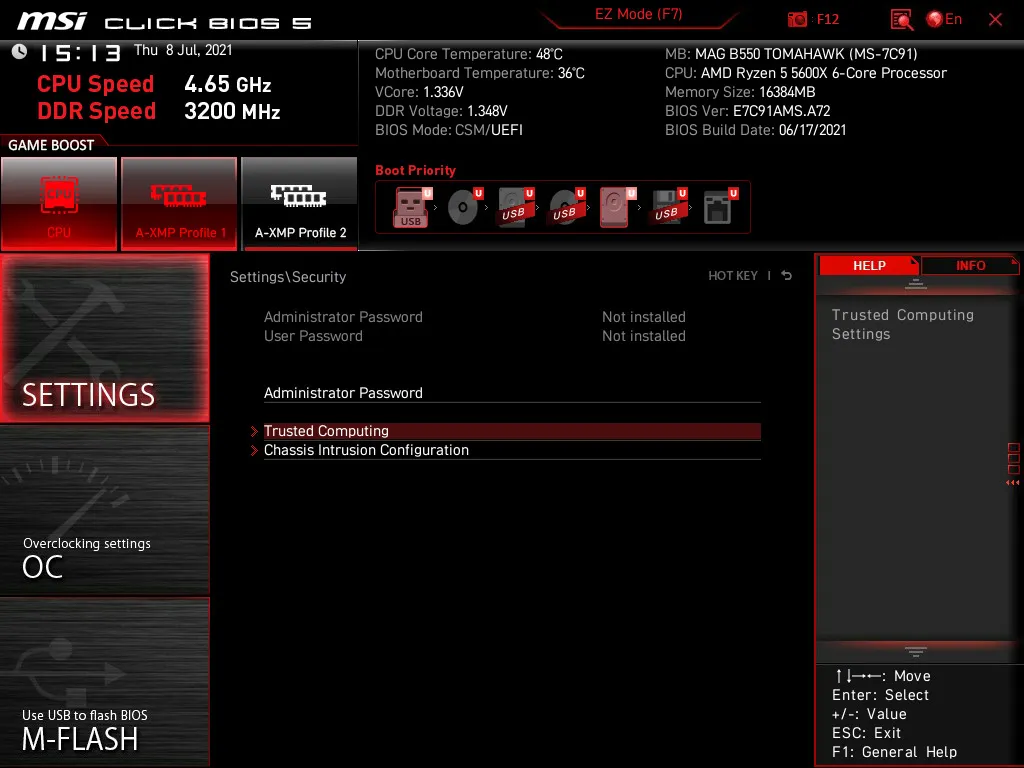 msi CLICK BIOS 5
EZ Mode (F7)
: F12
En
15:13 Thu 8 Jul, 2021
CPU Speed 4.65 GHz
DDR Speed 3200 MHz
CPU Core Temperature: 48°C
Motherboard Temperature: 36°C
VCore: 1.336V
DDR Voltage: 1.348V
BIOS Mode: CSM/UEFI
MB: MAG B550 TOMAHAWK (MS-7C91)
CPU: AMD Ryzen 5 5600X 6-Core Processor
Memory Size: 16384MB
BIOS Ver: E7C91AMS.A72
BIOS Build Date: 06/17/2021
GAME BOOST
CPU
CPU
A-XMP Profile 1
A-XMP Profile 2
Boot Priority
U U U U U U U
USB USB USB USB
SETTINGS
Overclocking settings
OC
Use USB to flash BIOS
M-FLASH
Settings\Security
HOT KEY |
Administrator Password Not installed
User Password Not installed
Administrator Password
> Trusted Computing
> Chassis Intrusion Configuration
HELP
INFO
Trusted Computing
Settings
↑↓→←: Move
Enter: Select
+/-: Value
ESC: Exit
F1: General Help